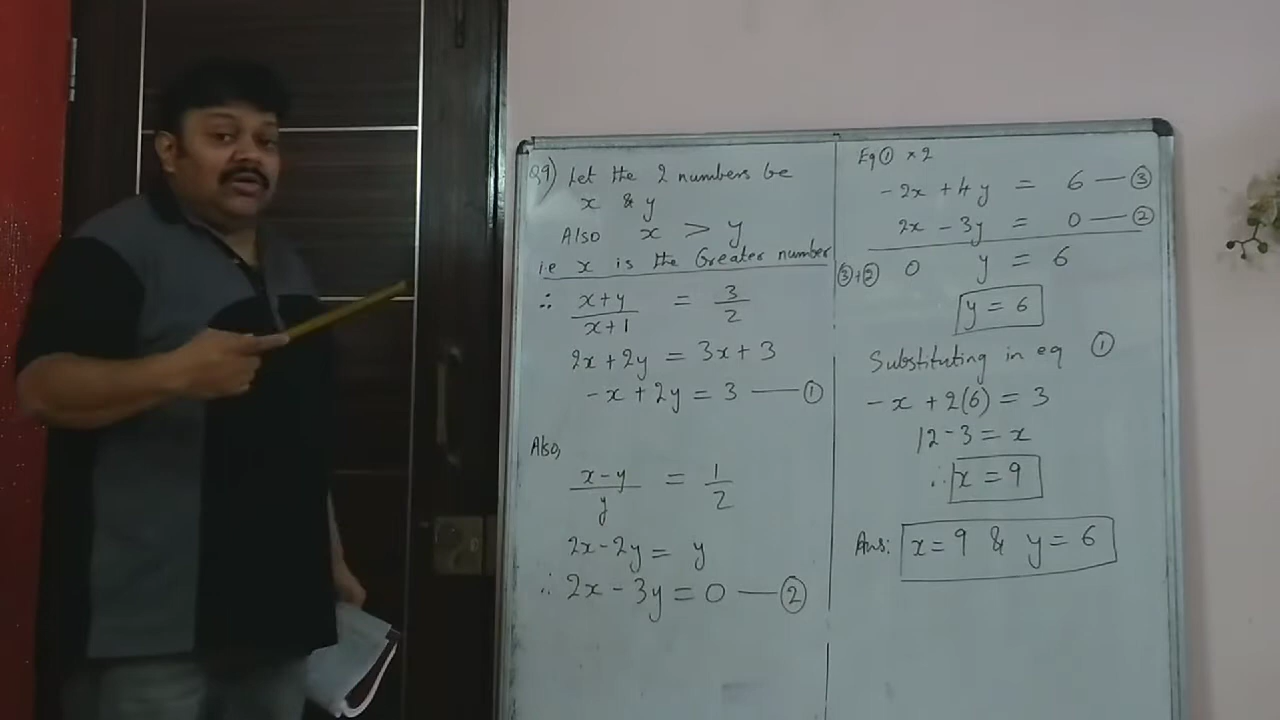 Q9) Let the 2 numbers be
x & y
Also x > y
ie x is the Greater number
∴ x+y/x+1 = 3/2
2x+2y = 3x+3
-x+2y = 3 — ①
Also,
x-y/y = 1/2
2x-2y = y
∴ 2x-3y = 0 — ②
Eq ① x 2
-2x+4y = 6 — ③
2x-3y = 0 — ②
③+② 0 y = 6
y = 6
Substituting in eq ①
-x+2(6) = 3
12-3 = x
∴ x = 9
Ans: x=9 & y=6